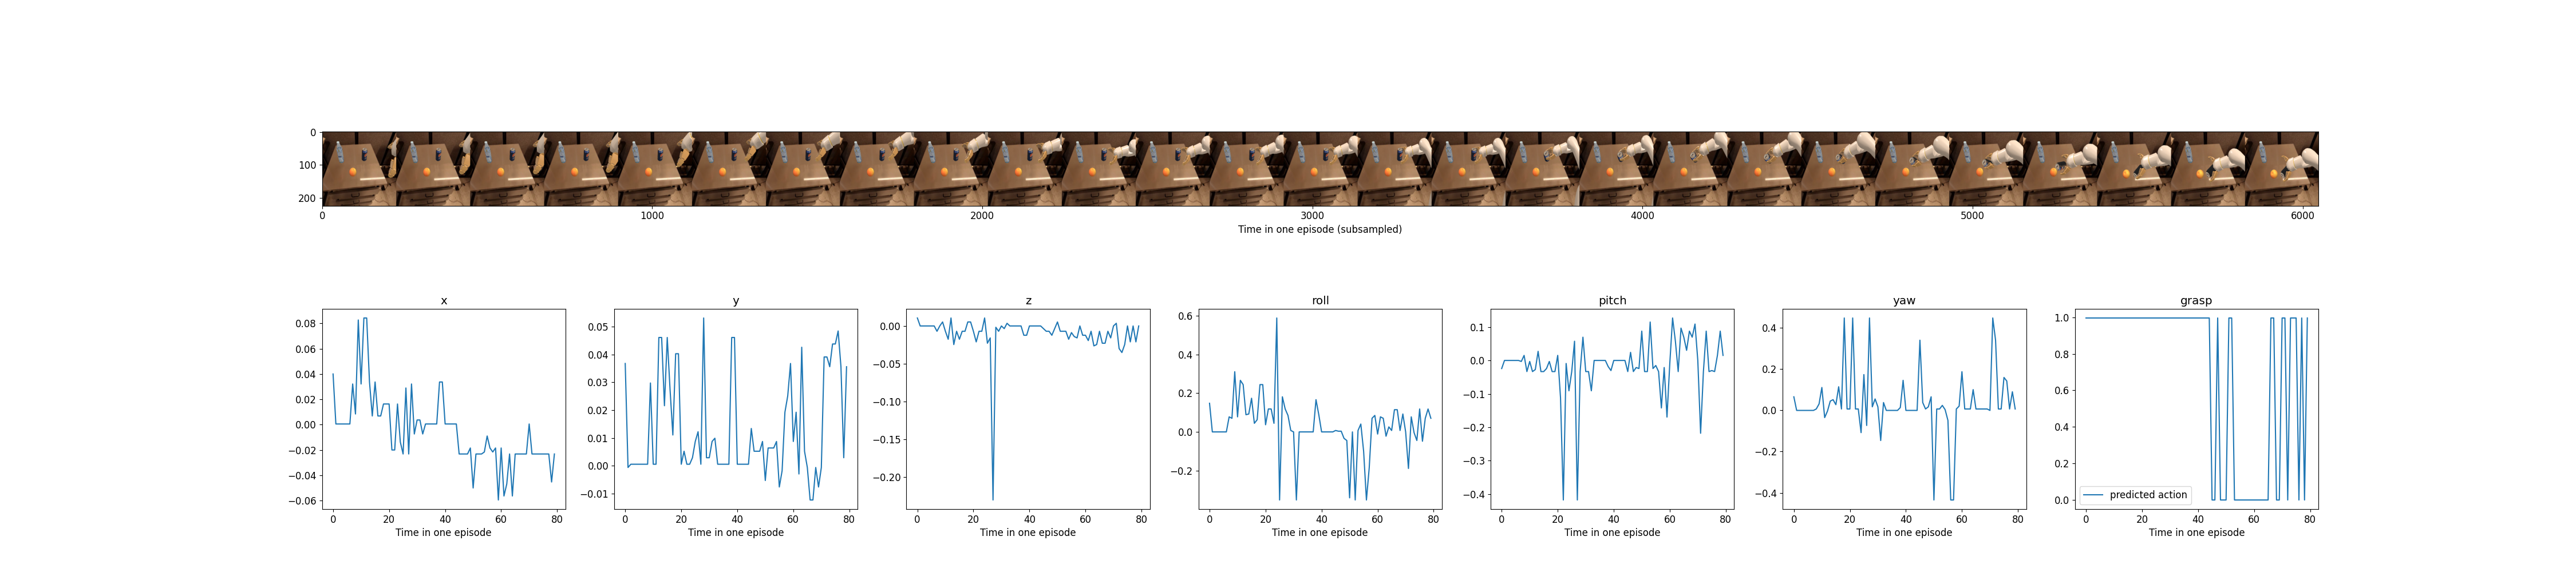 0
100
200
0 1000 2000 3000 4000 5000 6000
Time in one episode (subsampled)
x y z roll pitch yaw grasp
0.08
0.06
0.04
0.02
0.00
−0.02
−0.04
−0.06
0 20 40 60 80
Time in one episode
0.05
0.04
0.03
0.02
0.01
0.00
−0.01
0 20 40 60 80
Time in one episode
0.00
−0.05
−0.10
−0.15
−0.20
0 20 40 60 80
Time in one episode
0.6
0.4
0.2
0.0
−0.2
0 20 40 60 80
Time in one episode
0.1
0.0
−0.1
−0.2
−0.3
−0.4
0 20 40 60 80
Time in one episode
0.4
0.2
0.0
−0.2
−0.4
0 20 40 60 80
Time in one episode
1.0
0.8
0.6
0.4
0.2
0.0
predicted action
0 20 40 60 80
Time in one episode